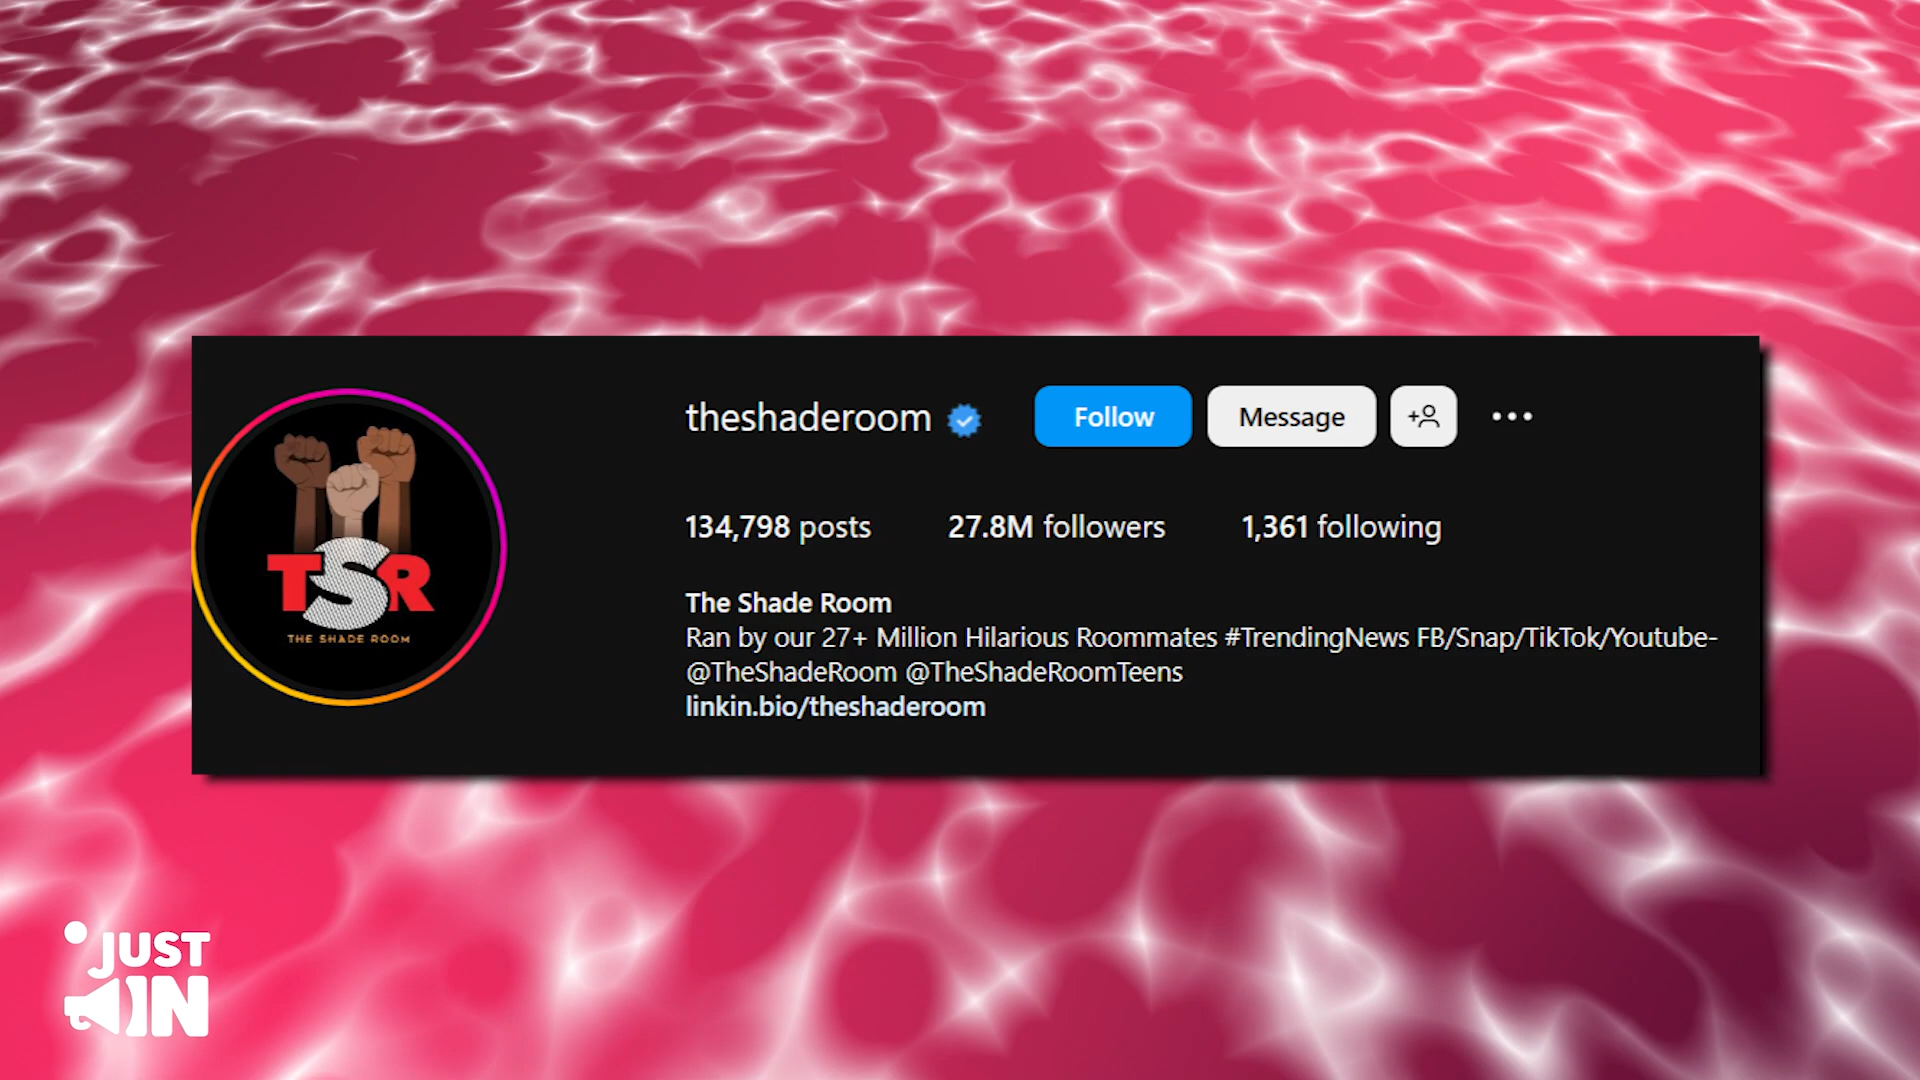 theshaderoom
Follow
Message
134,798 posts
27.8M followers
1,361 following
TSR
THE SHADE ROOM
The Shade Room
Ran by our 27+ Million Hilarious Roommates #TrendingNews FB/Snap/TikTok/Youtube-
@TheShadeRoom @TheShadeRoomTeens
linkin.bio/theshaderoom
JUST
IN